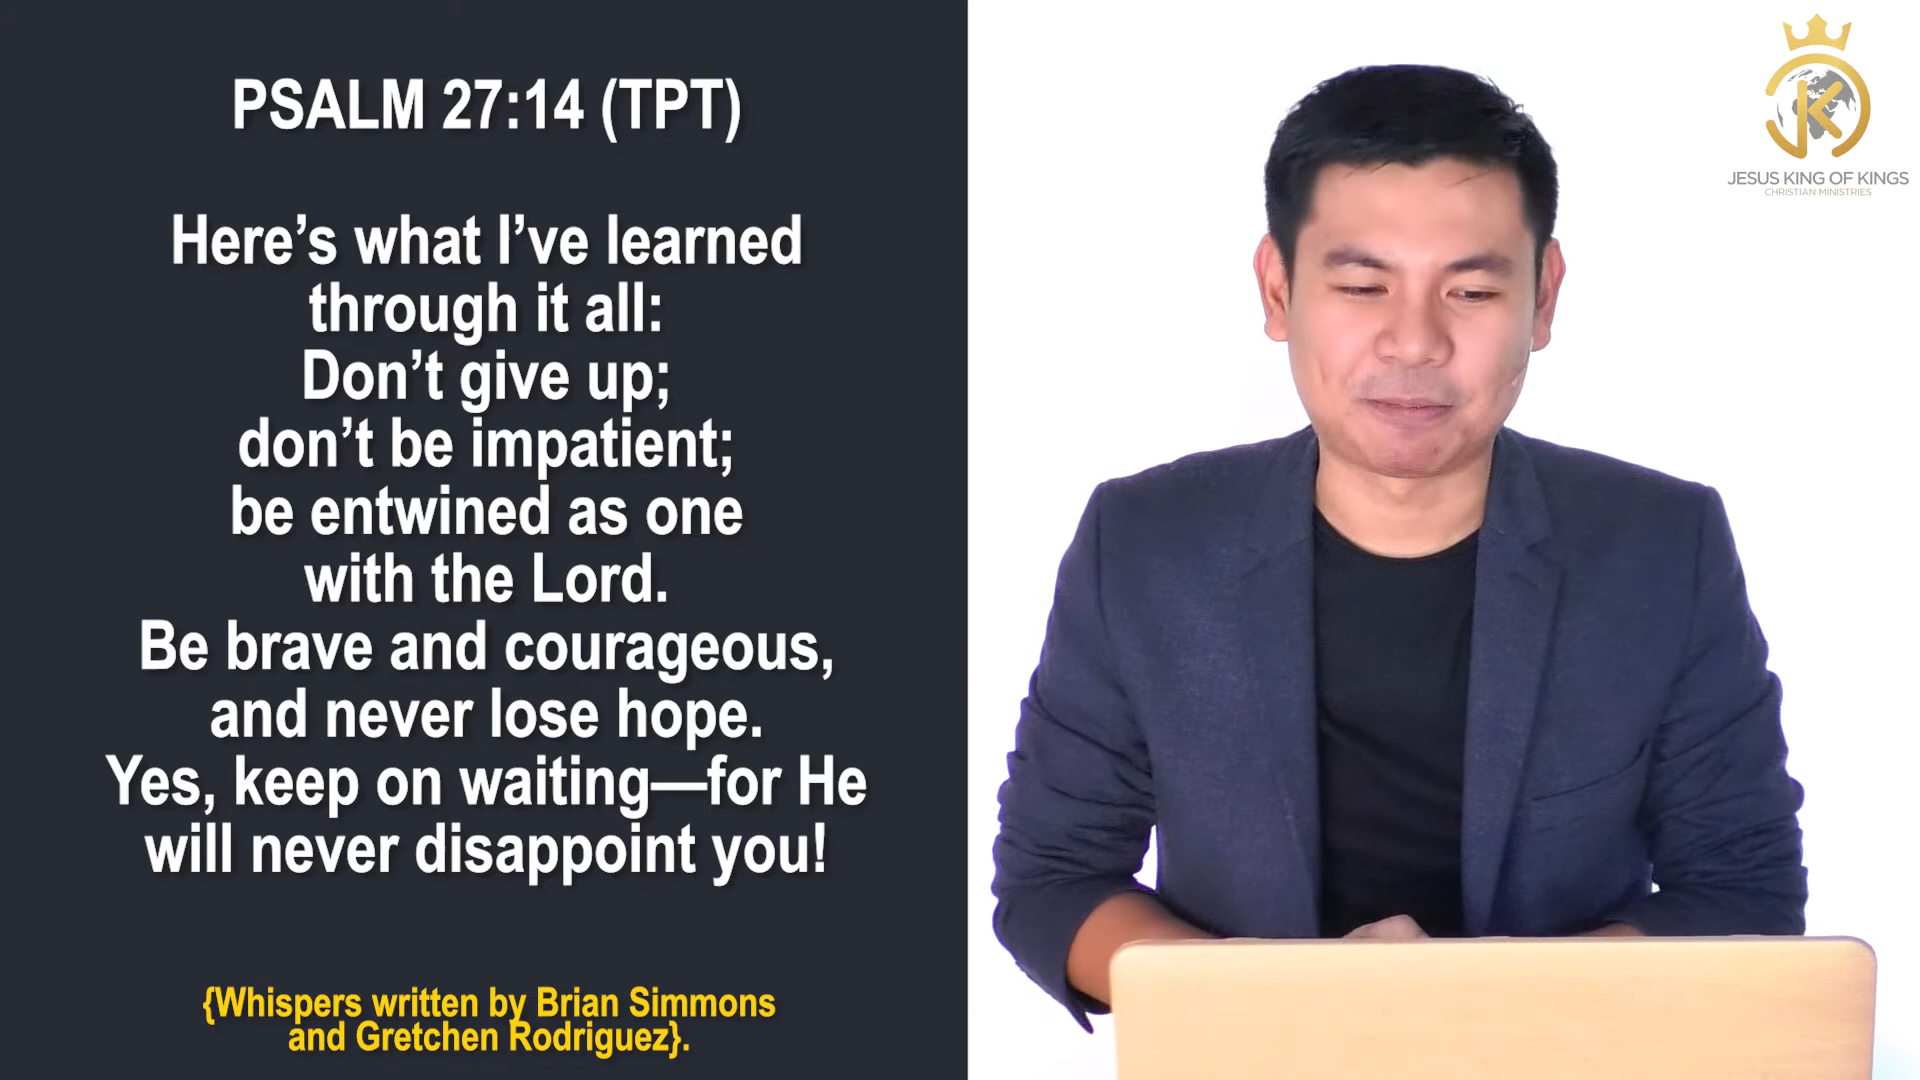 PSALM 27:14 (TPT)
Here’s what I’ve learned
through it all:
Don’t give up;
don’t be impatient;
be entwined as one
with the Lord.
Be brave and courageous,
and never lose hope.
Yes, keep on waiting—for He
will never disappoint you!
{Whispers written by Brian Simmons
and Gretchen Rodriguez}.
JK
JESUS KING OF KINGS
CHRISTIAN MINISTRIES